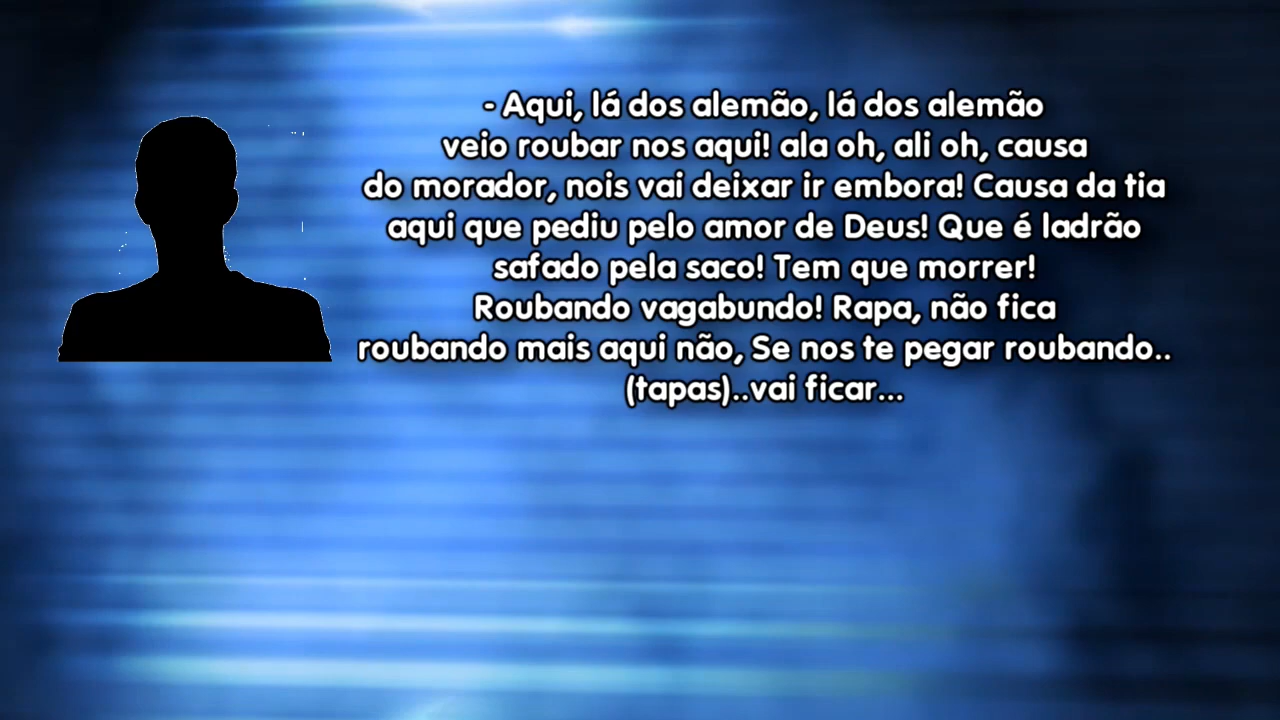 - Aqui, lá dos alemão, lá dos alemão
veio roubar nos aqui! ala oh, ali oh, causa
do morador, nois vai deixar ir embora! Causa da tia
aqui que pediu pelo amor de Deus! Que é ladrão
safado pela saco! Tem que morrer!
Roubando vagabundo! Rapa, não fica
roubando mais aqui não, Se nos te pegar roubando..
(tapas)..vai ficar...